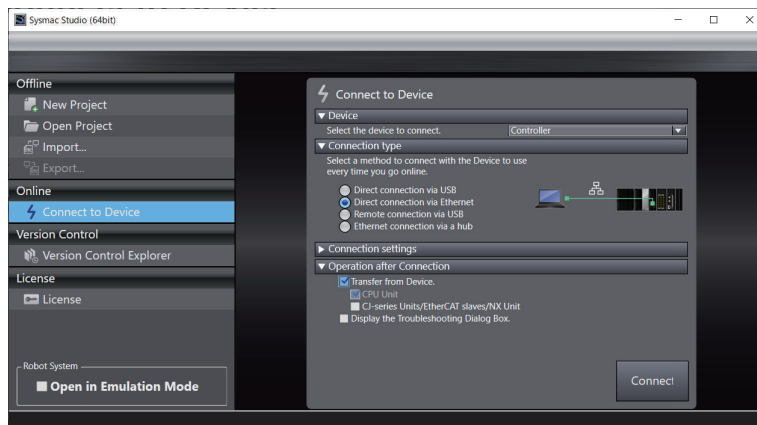 Sysmac Studio (64bit)
Offline
New Project
Open Project
Import...
Export...
Online
Connect to Device
Version Control
Version Control Explorer
License
License
Robot System
Open in Emulation Mode
Connect to Device
Device
Select the device to connect. Controller
Connection type
Select a method to connect with the Device to use
every time you go online.
Direct connection via USB
Direct connection via Ethernet
Remote connection via USB
Ethernet connection via a hub
Connection settings
Operation after Connection
Transfer from Device.
CPU Unit
CJ-series Units/EtherCAT slaves/NX Unit
Display the Troubleshooting Dialog Box.
Connect